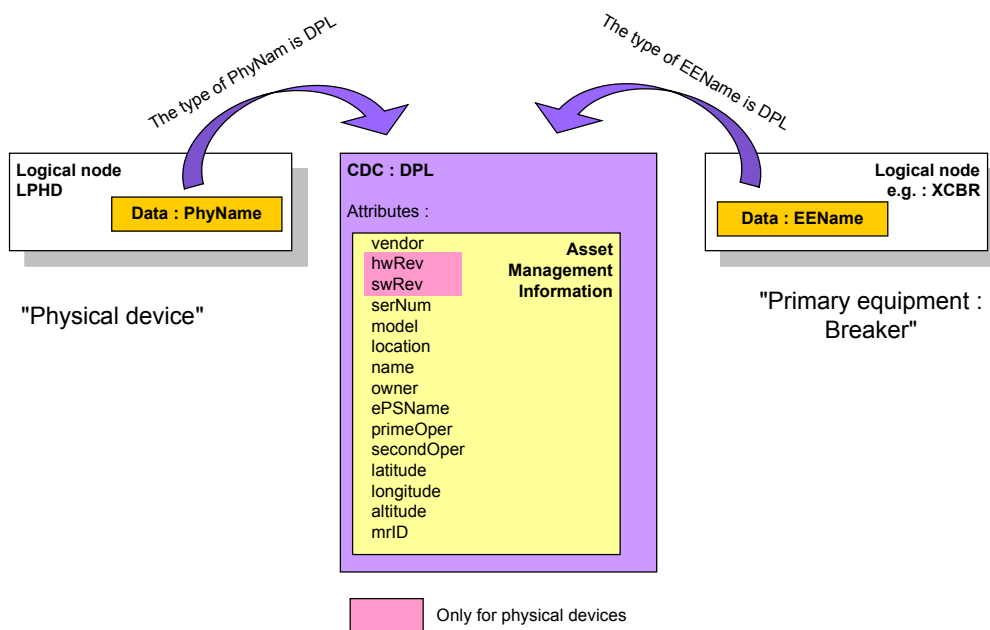 The type of PhyNam is DPL
The type of EEName is DPL
Logical node
LPHD
Data : PhyName
"Physical device"
CDC : DPL
Attributes :
vendor
hwRev
swRev
serNum
model
location
name
owner
ePSName
primeOper
secondOper
latitude
longitude
altitude
mrID
Asset
Management
Information
Logical node
e.g. : XCBR
Data : EEName
"Primary equipment :
Breaker"
Only for physical devices